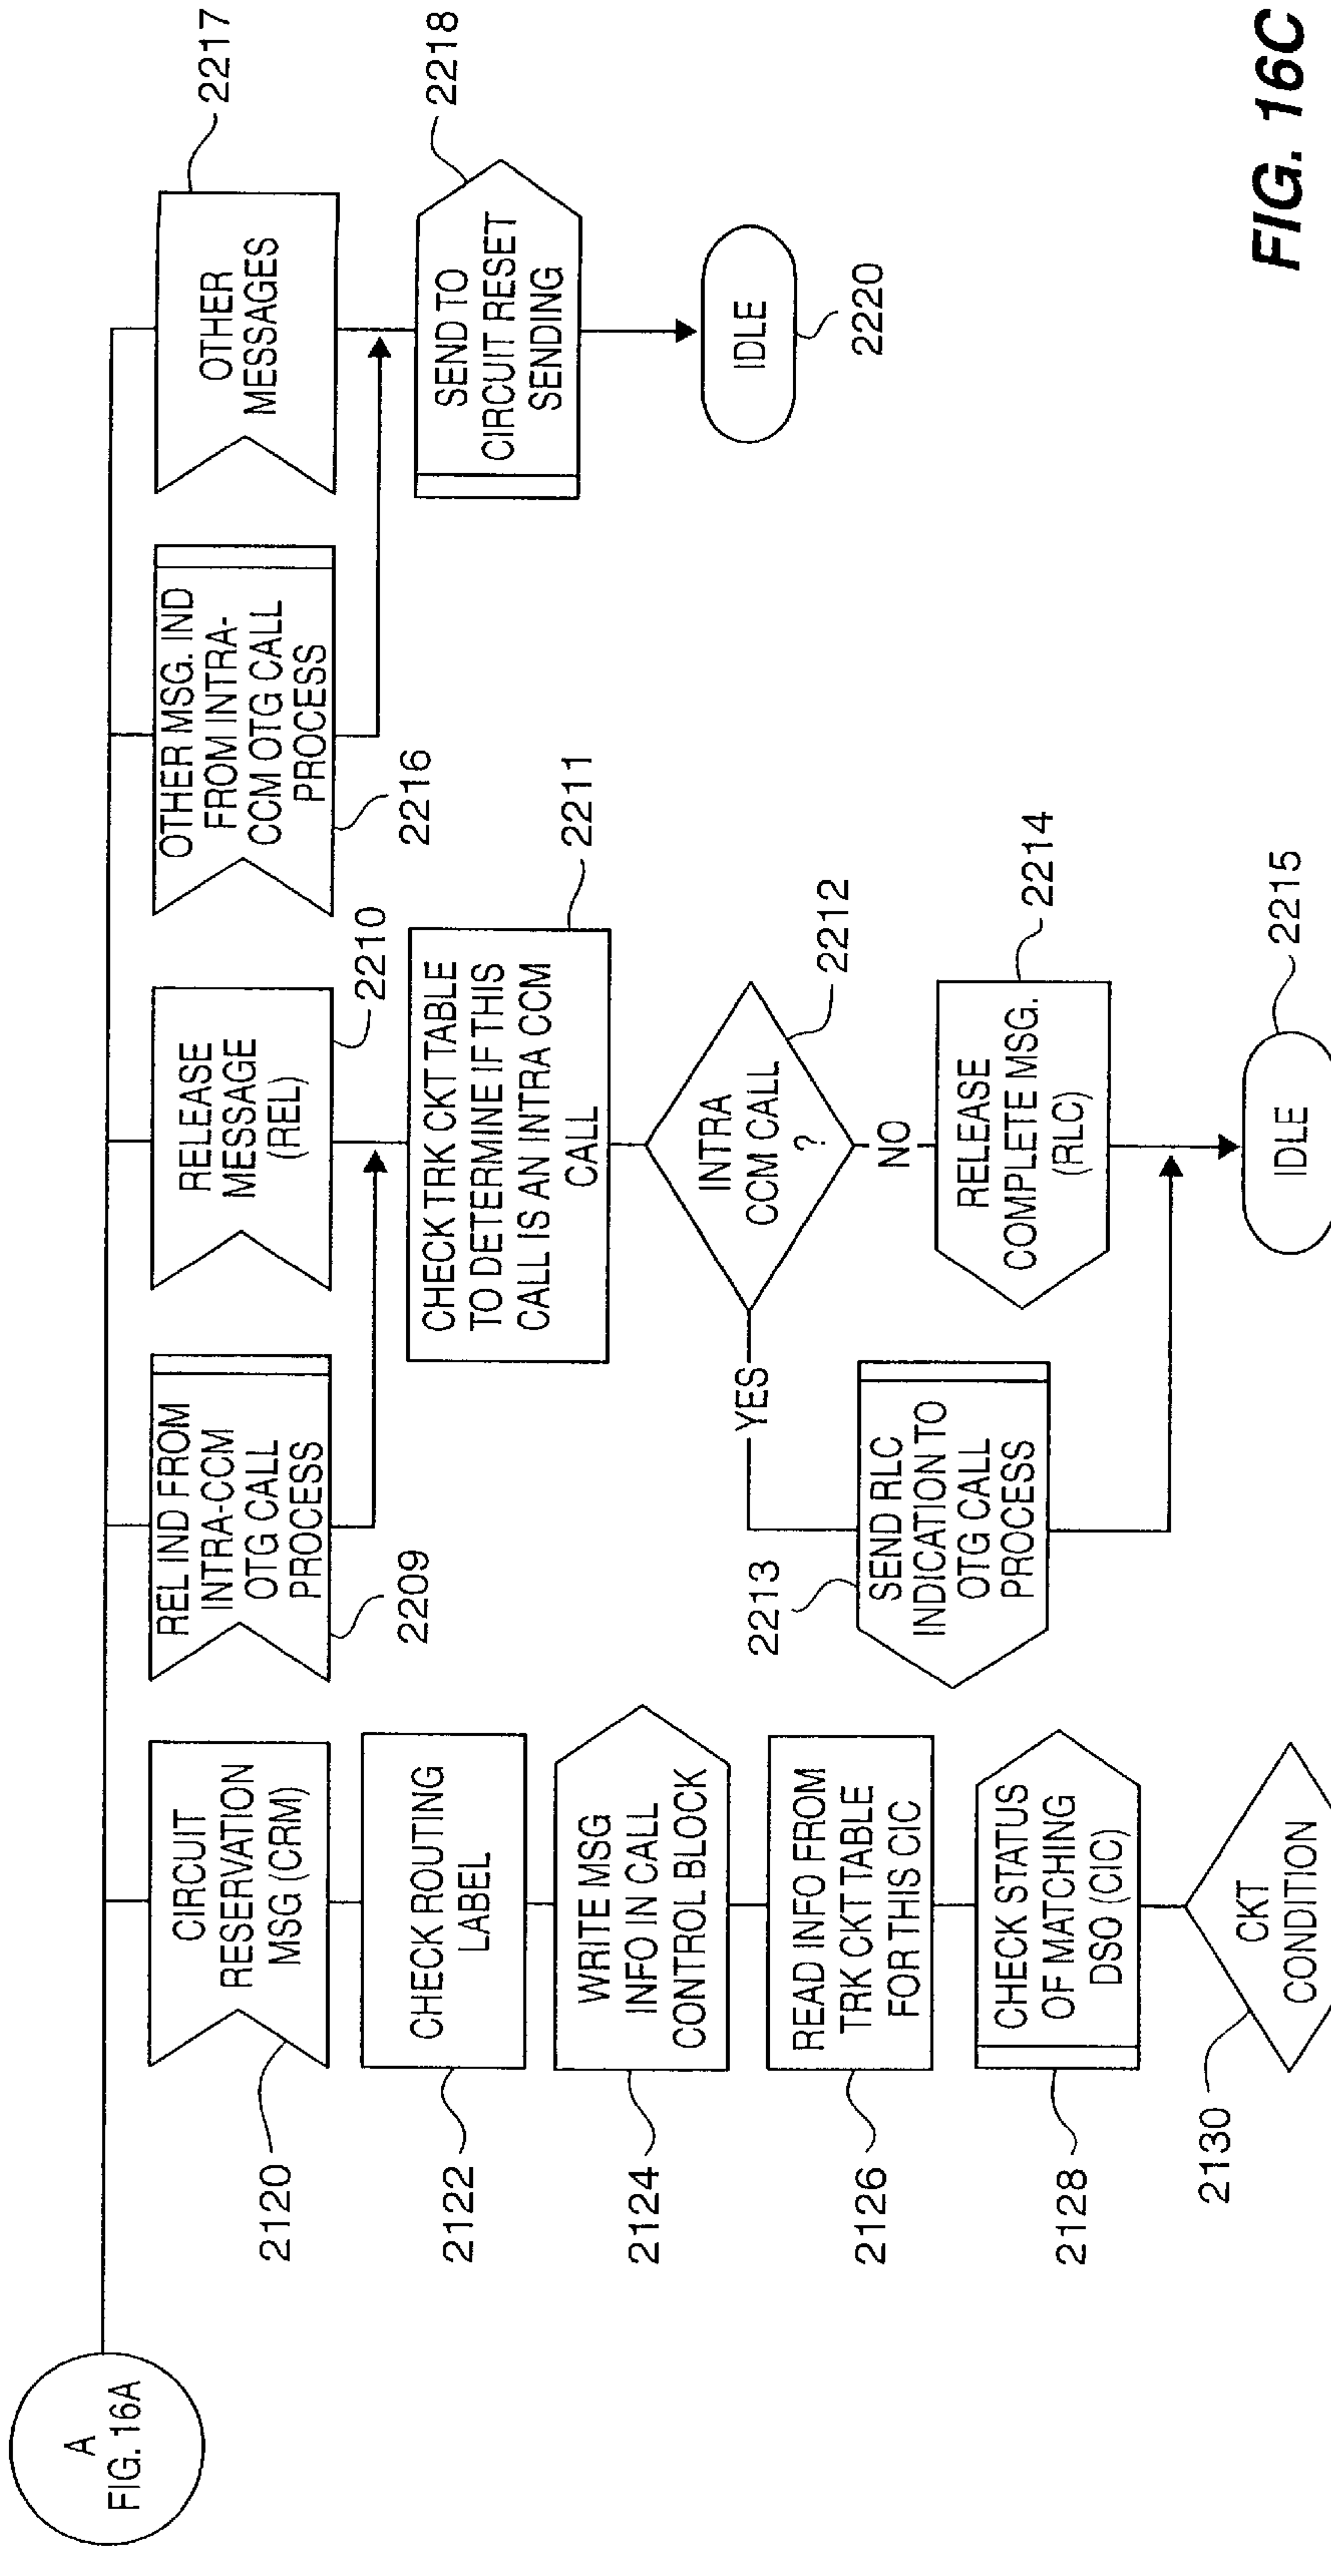 A
FIG. 16A
CIRCUIT
RESERVATION
MSG (CRM)
2120
CHECK ROUTING
LABEL
2122
WRITE MSG
INFO IN CALL
CONTROL BLOCK
2124
READ INFO FROM
TRK CKT TABLE
FOR THIS CIC
2126
CHECK STATUS
OF MATCHING
DSO (CIC)
2128
CKT
CONDITION
2130
REL IND FROM
INTRA-CCM
OTG CALL
PROCESS
2209
RELEASE
MESSAGE
(REL)
2210
CHECK TRK CKT TABLE
TO DETERMINE IF THIS
CALL IS AN INTRA CCM
CALL
2211
INTRA
CCM CALL
?
2212
YES
NO
2213
SEND RLC
INDICATION TO
OTG CALL
PROCESS
RELEASE
COMPLETE MSG.
(RLC)
2214
IDLE
2215
OTHER MSG. IND
FROM INTRA-
CCM OTG CALL
PROCESS
2216
OTHER
MESSAGES
2217
SEND TO
CIRCUIT RESET
SENDING
2218
IDLE
2220
FIG. 16C